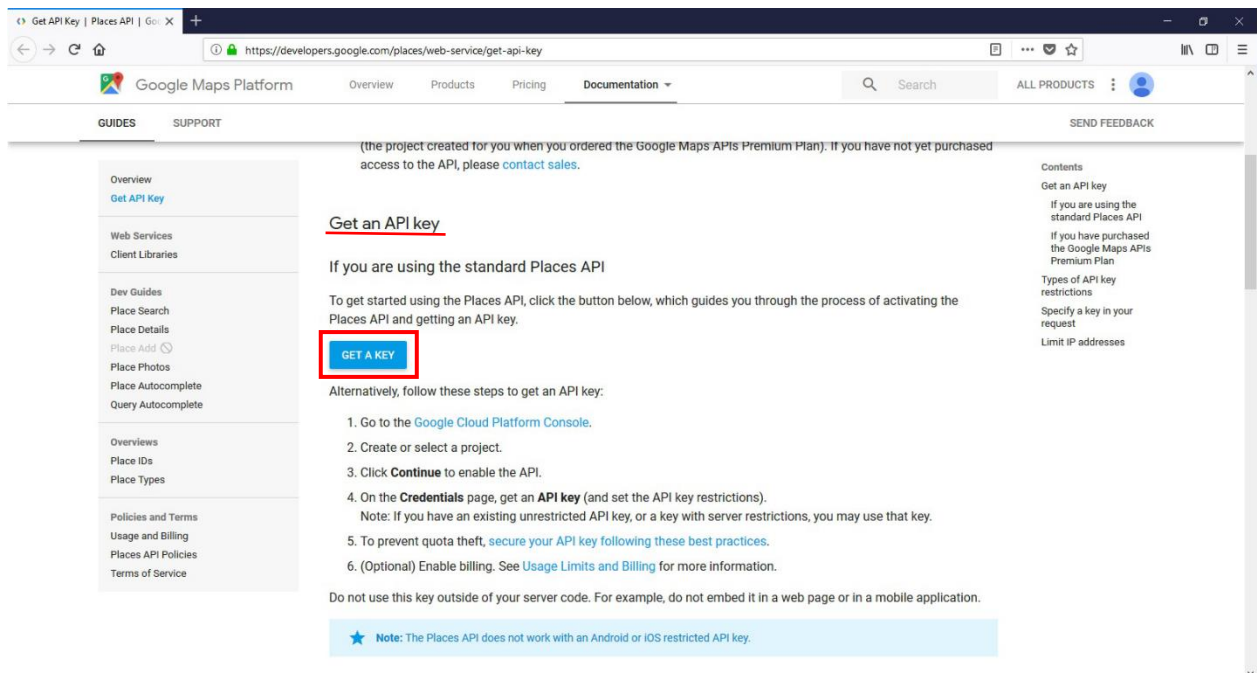 Get API Key | Places API | Goo
https://developers.google.com/places/web-service/get-api-key
Google Maps Platform
Overview
Products
Pricing
Documentation
Search
ALL PRODUCTS
GUIDES
SUPPORT
SEND FEEDBACK
Overview
Get API Key
Web Services
Client Libraries
Dev Guides
Place Search
Place Details
Place Add
Place Photos
Place Autocomplete
Query Autocomplete
Overviews
Place IDs
Place Types
Policies and Terms
Usage and Billing
Places API Policies
Terms of Service
(the project created for you when you ordered the Google Maps APIs Premium Plan). If you have not yet purchased
access to the API, please contact sales.
Get an API key
If you are using the standard Places API
To get started using the Places API, click the button below, which guides you through the process of activating the
Places API and getting an API key.
GET A KEY
Alternatively, follow these steps to get an API key:
1. Go to the Google Cloud Platform Console.
2. Create or select a project.
3. Click Continue to enable the API.
4. On the Credentials page, get an API key (and set the API key restrictions).
Note: If you have an existing unrestricted API key, or a key with server restrictions, you may use that key.
5. To prevent quota theft, secure your API key following these best practices.
6. (Optional) Enable billing. See Usage Limits and Billing for more information.
Do not use this key outside of your server code. For example, do not embed it in a web page or in a mobile application.
Note: The Places API does not work with an Android or iOS restricted API key.
Contents
Get an API key
If you are using the
standard Places API
If you have purchased
the Google Maps APIs
Premium Plan
Types of API key
restrictions
Specify a key in your
request
Limit IP addresses